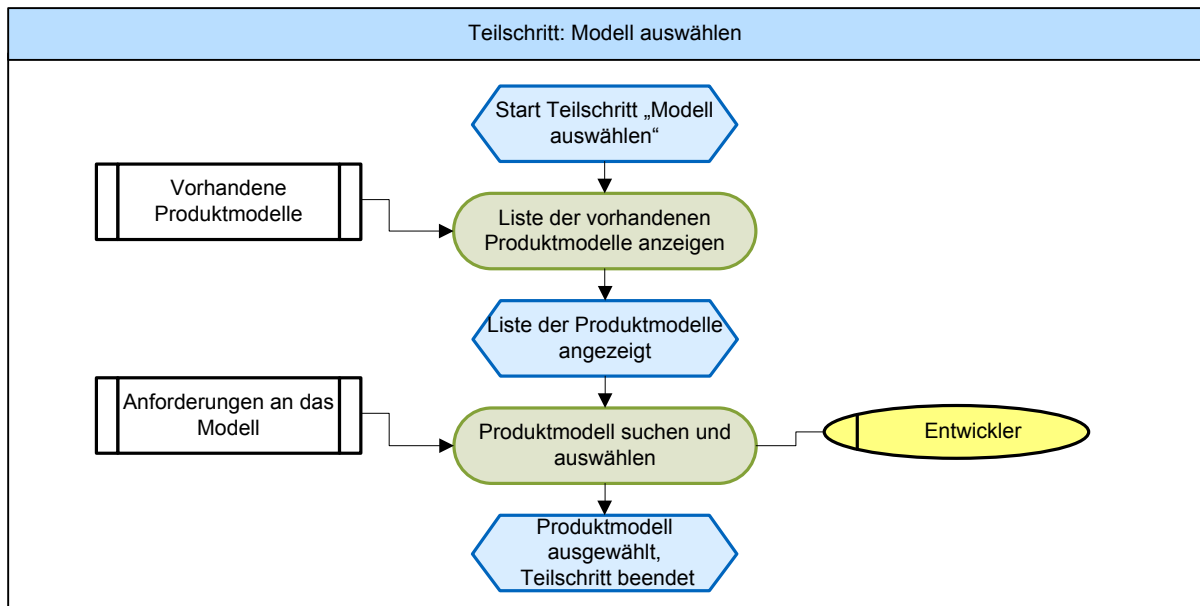 Teilschritt: Modell auswählen
Start Teilschritt „Modell
auswählen“
Vorhandene
Produktmodelle
Liste der vorhandenen
Produktmodelle anzeigen
Liste der Produktmodelle
angezeigt
Anforderungen an das
Modell
Produktmodell suchen und
auswählen
Entwickler
Produktmodell
ausgewählt,
Teilschritt beendet